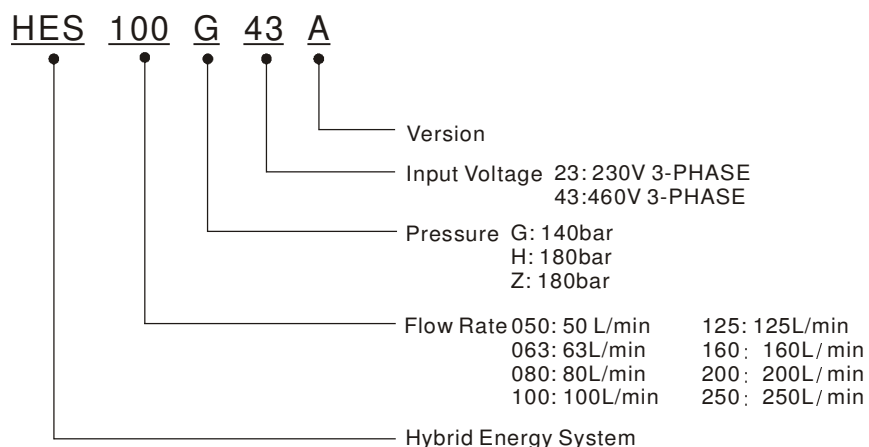 HES 100 G 43 A
Version
Input Voltage 23: 230V 3-PHASE
43:460V 3-PHASE
Pressure G: 140bar
H: 180bar
Z: 180bar
Flow Rate 050: 50 L/min 125: 125L/min
063: 63L/min 160: 160L/min
080: 80L/min 200: 200L/min
100: 100L/min 250: 250L/min
Hybrid Energy System